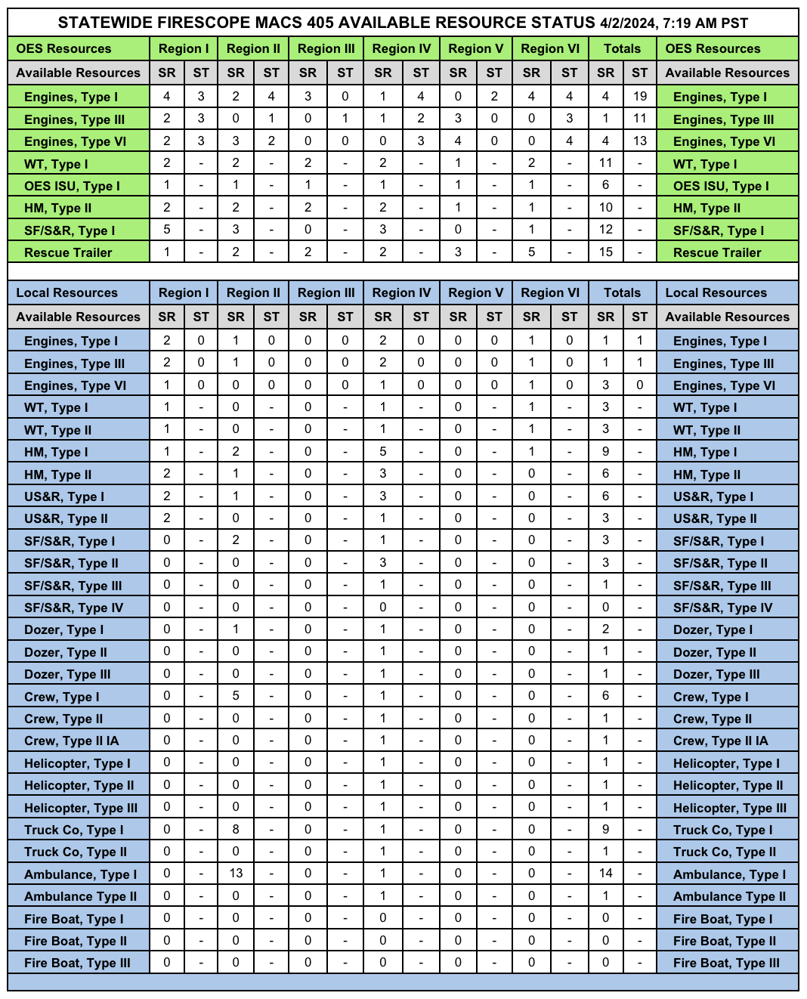 STATEWIDE FIRESCOPE MACS 405 AVAILABLE RESOURCE STATUS 4/2/2024, 7:19 AM PST
OES Resources Region I Region II Region III Region IV Region V Region VI Totals OES Resources
Available Resources SR ST SR ST SR ST SR ST SR ST SR ST SR ST Available Resources
Engines, Type I 4 3 2 4 3 0 1 4 0 2 4 4 4 19 Engines, Type I
Engines, Type III 2 3 0 1 0 1 1 2 3 0 0 3 1 11 Engines, Type III
Engines, Type VI 2 3 3 2 0 0 0 3 4 0 0 4 4 13 Engines, Type VI
WT, Type I 2 - 2 - 2 - 2 - 1 - 2 - 11 - WT, Type I
OES ISU, Type I 1 - 1 - 1 - 1 - 1 - 1 - 6 - OES ISU, Type I
HM, Type II 2 - 2 - 2 - 2 - 1 - 1 - 10 - HM, Type II
SF/S&R, Type I 5 - 3 - 0 - 3 - 0 - 1 - 12 - SF/S&R, Type I
Rescue Trailer 1 - 2 - 2 - 2 - 3 - 5 - 15 - Rescue Trailer
Local Resources Region I Region II Region III Region IV Region V Region VI Totals Local Resources
Available Resources SR ST SR ST SR ST SR ST SR ST SR ST SR ST Available Resources
Engines, Type I 2 0 1 0 0 0 2 0 0 0 1 0 1 1 Engines, Type I
Engines, Type III 2 0 1 0 0 0 2 0 0 0 1 0 1 1 Engines, Type III
Engines, Type VI 1 0 0 0 0 0 1 0 0 0 1 0 3 0 Engines, Type VI
WT, Type I 1 - 0 - 0 - 1 - 0 - 1 - 3 - WT, Type I
WT, Type II 1 - 0 - 0 - 1 - 0 - 1 - 3 - WT, Type II
HM, Type I 1 - 2 - 0 - 5 - 0 - 1 - 9 - HM, Type I
HM, Type II 2 - 1 - 0 - 3 - 0 - 0 - 6 - HM, Type II
US&R, Type I 2 - 1 - 0 - 3 - 0 - 0 - 6 - US&R, Type I
US&R, Type II 2 - 0 - 0 - 1 - 0 - 0 - 3 - US&R, Type II
SF/S&R, Type I 0 - 2 - 0 - 1 - 0 - 0 - 3 - SF/S&R, Type I
SF/S&R, Type II 0 - 0 - 0 - 3 - 0 - 0 - 3 - SF/S&R, Type II
SF/S&R, Type III 0 - 0 - 0 - 1 - 0 - 0 - 1 - SF/S&R, Type III
SF/S&R, Type IV 0 - 0 - 0 - 0 - 0 - 0 - 0 - SF/S&R, Type IV
Dozer, Type I 0 - 1 - 0 - 1 - 0 - 0 - 2 - Dozer, Type I
Dozer, Type II 0 - 0 - 0 - 1 - 0 - 0 - 1 - Dozer, Type II
Dozer, Type III 0 - 0 - 0 - 1 - 0 - 0 - 1 - Dozer, Type III
Crew, Type I 0 - 5 - 0 - 1 - 0 - 0 - 6 - Crew, Type I
Crew, Type II 0 - 0 - 0 - 1 - 0 - 0 - 1 - Crew, Type II
Crew, Type II IA 0 - 0 - 0 - 1 - 0 - 0 - 1 - Crew, Type II IA
Helicopter, Type I 0 - 0 - 0 - 1 - 0 - 0 - 1 - Helicopter, Type I
Helicopter, Type II 0 - 0 - 0 - 1 - 0 - 0 - 1 - Helicopter, Type II
Helicopter, Type III 0 - 0 - 0 - 1 - 0 - 0 - 1 - Helicopter, Type III
Truck Co, Type I 0 - 8 - 0 - 1 - 0 - 0 - 9 - Truck Co, Type I
Truck Co, Type II 0 - 0 - 0 - 1 - 0 - 0 - 1 - Truck Co, Type II
Ambulance, Type I 0 - 13 - 0 - 1 - 0 - 0 - 14 - Ambulance, Type I
Ambulance Type II 0 - 0 - 0 - 1 - 0 - 0 - 1 - Ambulance Type II
Fire Boat, Type I 0 - 0 - 0 - 0 - 0 - 0 - 0 - Fire Boat, Type I
Fire Boat, Type II 0 - 0 - 0 - 0 - 0 - 0 - 0 - Fire Boat, Type II
Fire Boat, Type III 0 - 0 - 0 - 0 - 0 - 0 - 0 - Fire Boat, Type III